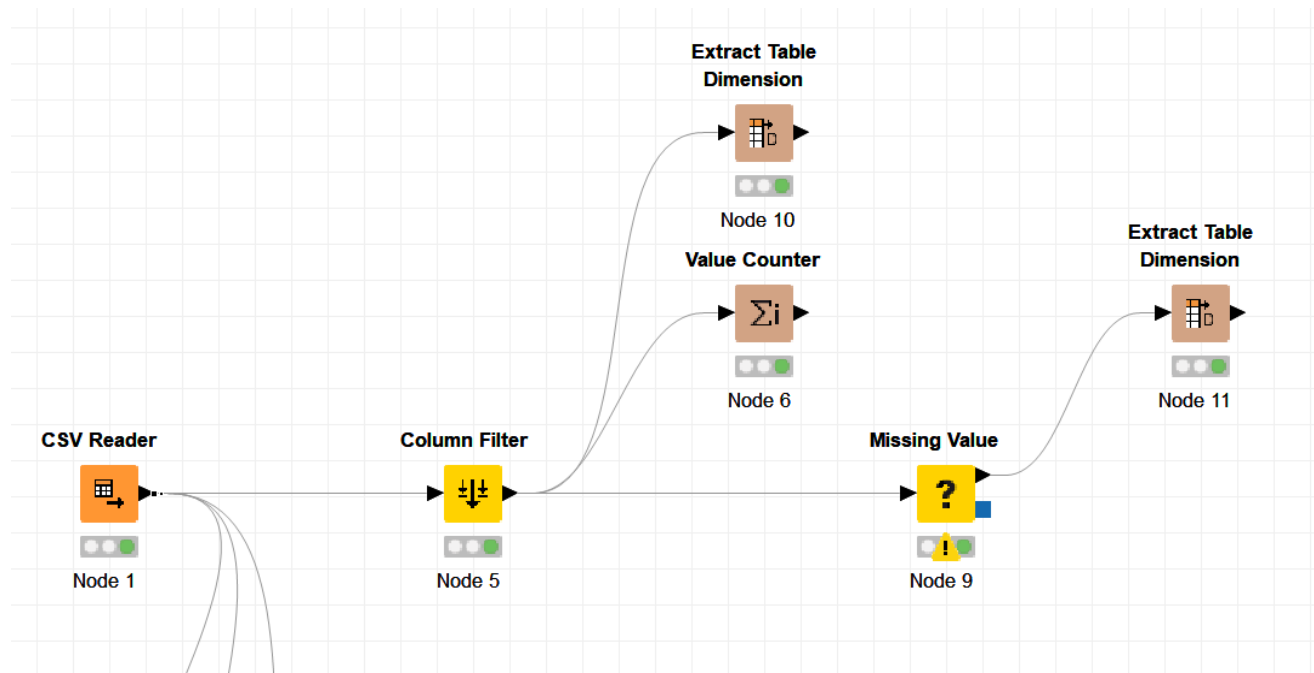 Extract Table
Dimension
D
Node 10
Extract Table
Dimension
Value Counter
Σi
D
Node 6
Node 11
CSV Reader
Column Filter
Missing Value
?
!
Node 1
Node 5
Node 9